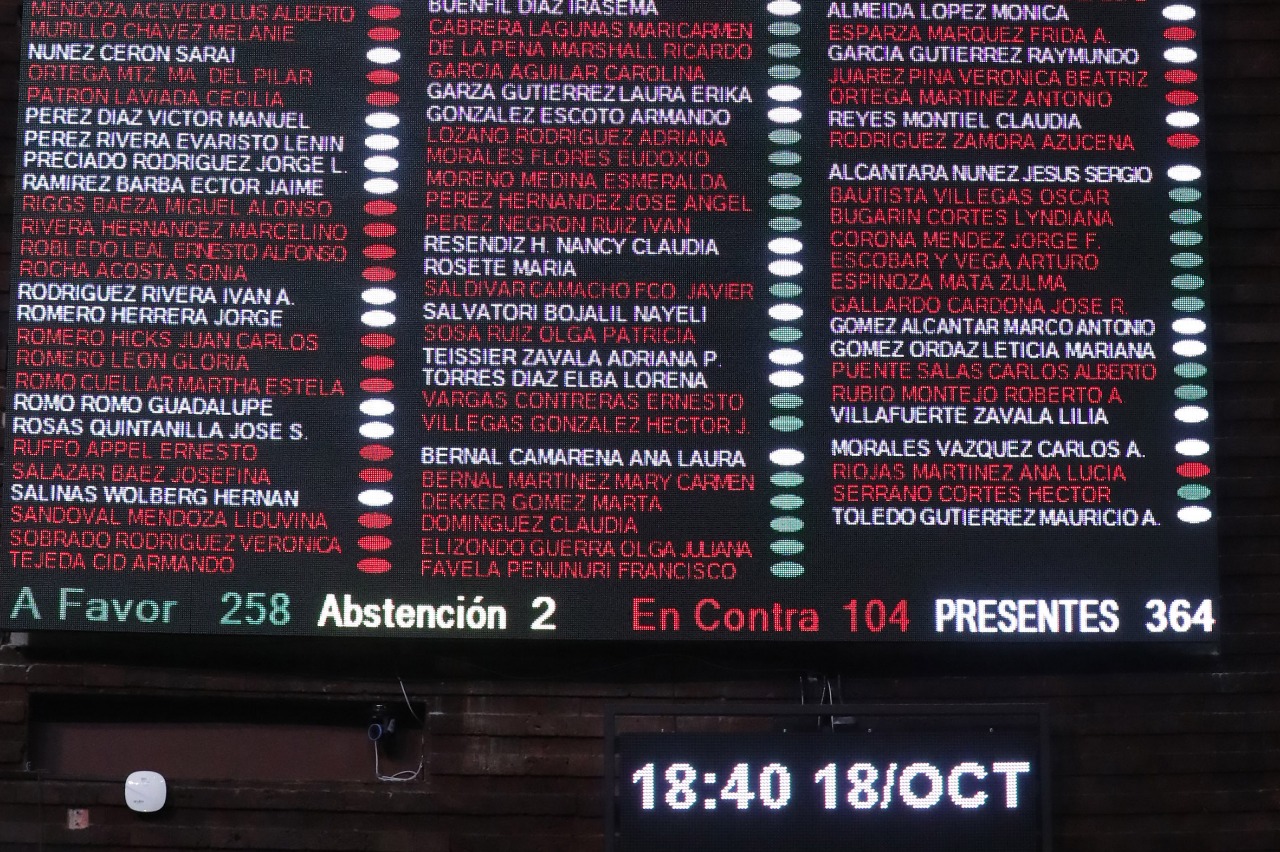 MENDOZA ACEVEDO LUIS ALBERTO
MURILLO CHAVEZ MELANIE
NUNEZ CERON SARAI
ORTEGA MTZ. MA. DEL PILAR
PATRON LAVIADA CECILIA
PEREZ DIAZ VICTOR MANUEL
PEREZ RIVERA EVARISTO LENIN
PRECIADO RODRIGUEZ JORGE L.
RAMIREZ BARBA ECTOR JAIME
RIGGS BAEZA MIGUEL ALONSO
RIVERA HERNANDEZ MARCELINO
ROBLEDO LEAL ERNESTO ALFONSO
ROCHA ACOSTA SONIA
RODRIGUEZ RIVERA IVAN A.
ROMERO HERRERA JORGE
ROMERO HICKS JUAN CARLOS
ROMERO LEON GLORIA
ROMO CUELLAR MARTHA ESTELA
ROMO ROMO GUADALUPE
ROSAS QUINTANILLA JOSE S.
RUFFO APPEL ERNESTO
SALAZAR BAEZ JOSEFINA
SALINAS WOLBERG HERNAN
SANDOVAL MENDOZA LIDUVINA
SOBRADO RODRIGUEZ VERONICA
TEJEDA CID ARMANDO
BUENFIL DIAZ IRASEMA
CABRERA LAGUNAS MARICARMEN
DE LA PENA MARSHALL RICARDO
GARCIA AGUILAR CAROLINA
GARZA GUTIERREZ LAURA ERIKA
GONZALEZ ESCOTO ARMANDO
LOZANO RODRIGUEZ ADRIANA
MORALES FLORES EUDOXIO
MORENO MEDINA ESMERALDA
PEREZ HERNANDEZ JOSE ANGEL
PEREZ NEGRON RUIZ IVAN
RESENDIZ H. NANCY CLAUDIA
ROSETE MARIA
SALDIVAR CAMACHO FCO. JAVIER
SALVATORI BOJALIL NAYELI
SOSA RUIZ OLGA PATRICIA
TEISSIER ZAVALA ADRIANA P.
TORRES DIAZ ELBA LORENA
VARGAS CONTRERAS ERNESTO
VILLEGAS GONZALEZ HECTOR J.
BERNAL CAMARENA ANA LAURA
BERNAL MARTINEZ MARY CARMEN
DEKKER GOMEZ MARTA
DOMINGUEZ CLAUDIA
ELIZONDO GUERRA OLGA JULIANA
FAVELA PENUNURI FRANCISCO
ALMEIDA LOPEZ MONICA
ESPARZA MARQUEZ FRIDA A.
GARCIA GUTIERREZ RAYMUNDO
JUAREZ PINA VERONICA BEATRIZ
ORTEGA MARTINEZ ANTONIO
REYES MONTIEL CLAUDIA
RODRIGUEZ ZAMORA AZUCENA
ALCANTARA NUNEZ JESUS SERGIO
BAUTISTA VILLEGAS OSCAR
BUGARIN CORTES LYNDIANA
CORONA MENDEZ JORGE F.
ESCOBAR Y VEGA ARTURO
ESPINOZA MATA ZULMA
GALLARDO CARDONA JOSE R.
GOMEZ ALCANTAR MARCO ANTONIO
GOMEZ ORDAZ LETICIA MARIANA
PUENTE SALAS CARLOS ALBERTO
RUBIO MONTEJO ROBERTO A.
VILLAFUERTE ZAVALA LILIA
MORALES VAZQUEZ CARLOS A.
RIOJAS MARTINEZ ANA LUCIA
SERRANO CORTES HECTOR
TOLEDO GUTIERREZ MAURICIO A.
A Favor 258 Abstención 2 En Contra 104 PRESENTES 364
18:40 18/OCT